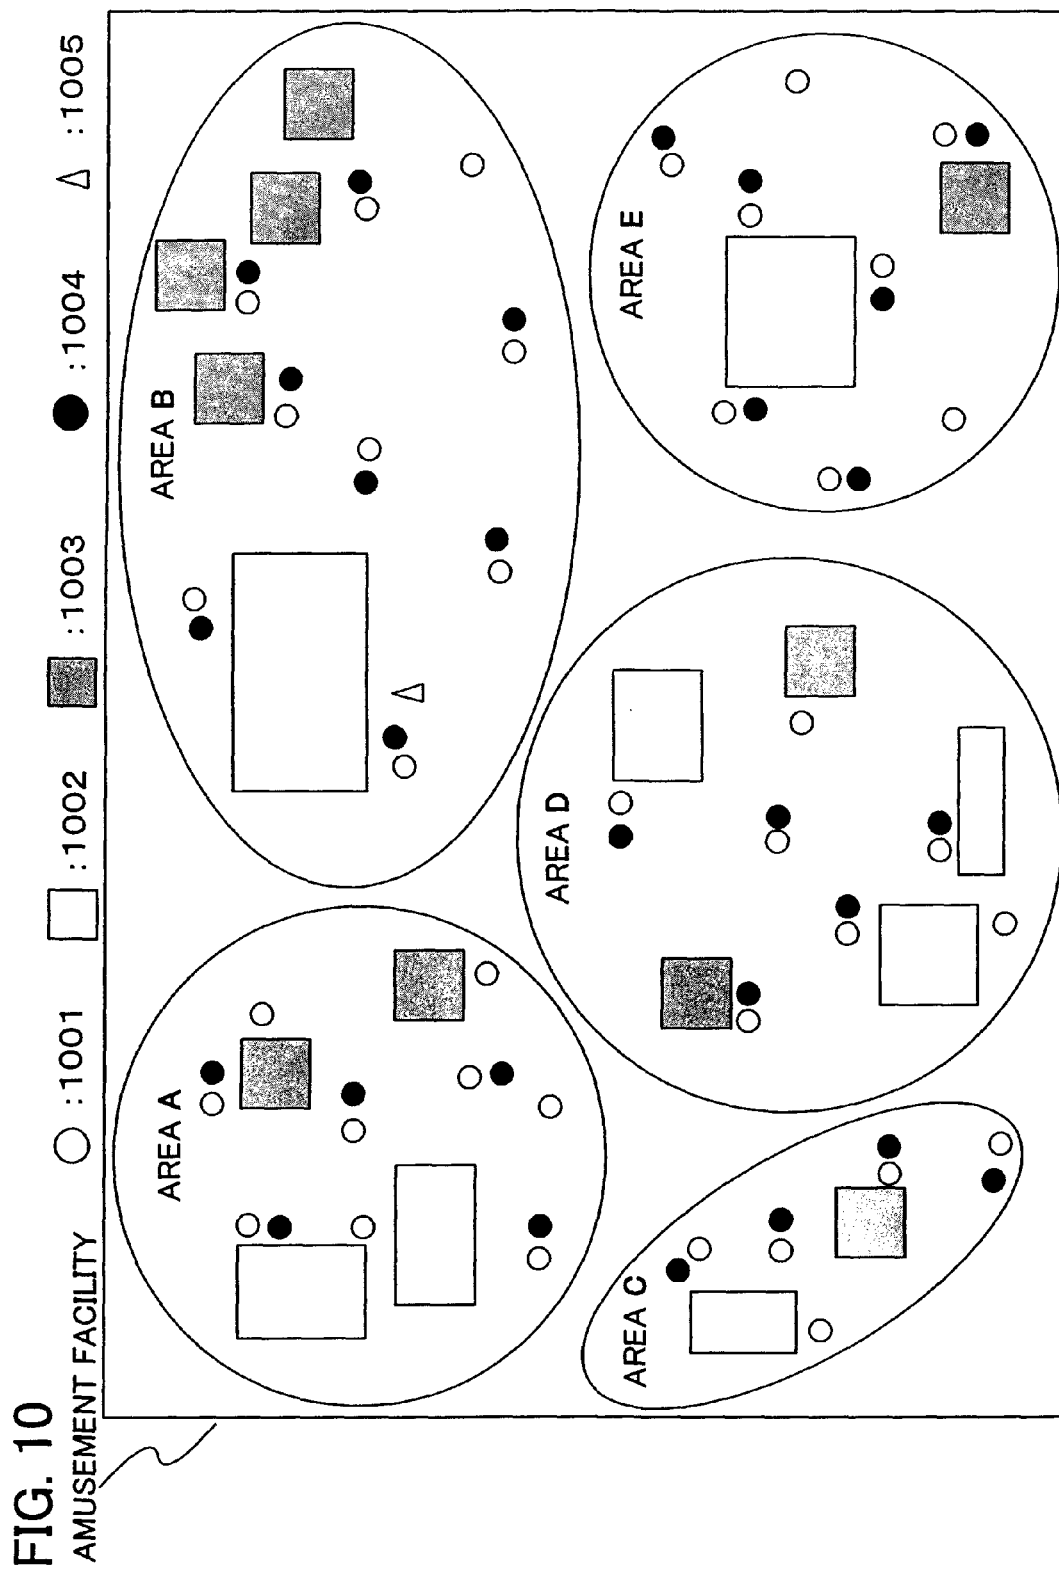 FIG. 10
AMUSEMENT FACILITY
:1001
:1002
:1003
:1004
:1005
AREA A
AREA B
AREA C
AREA D
AREA E